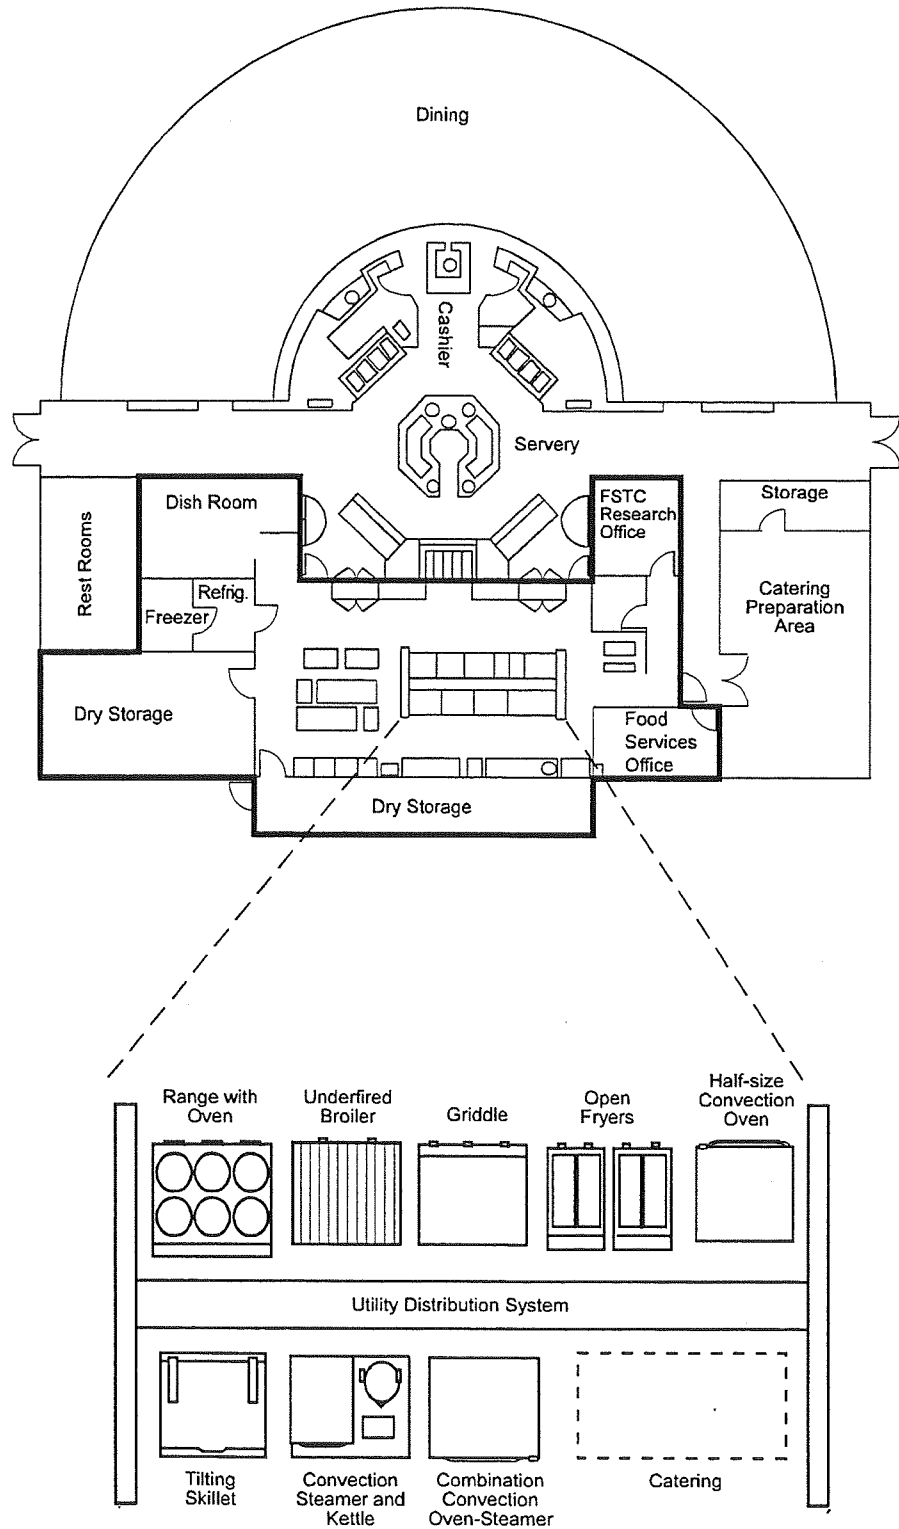 Dining
Cashier
Servery
Dish Room
FSTC
Research
Office
Storage
Rest Rooms
Refrig.
Freezer
Catering
Preparation
Area
Dry Storage
Food
Services
Office
Dry Storage
Range with
Oven
Underfired
Broiler
Griddle
Open
Fryers
Half-size
Convection
Oven
Utility Distribution System
Tilting
Skillet
Convection
Steamer and
Kettle
Combination
Convection
Oven-Steamer
Catering